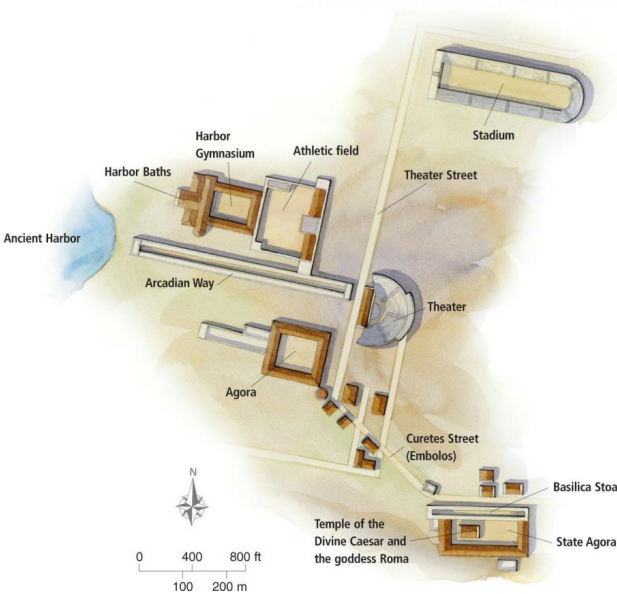 Stadium
Harbor
Gymnasium
Athletic field
Harbor Baths
Theater Street
Ancient Harbor
Arcadian Way
Theater
Agora
Curetes Street
(Embolos)
N
Basilica Stoa
Temple of the
Divine Caesar and
the goddess Roma
State Agora
0 400 800 ft
100 200 m